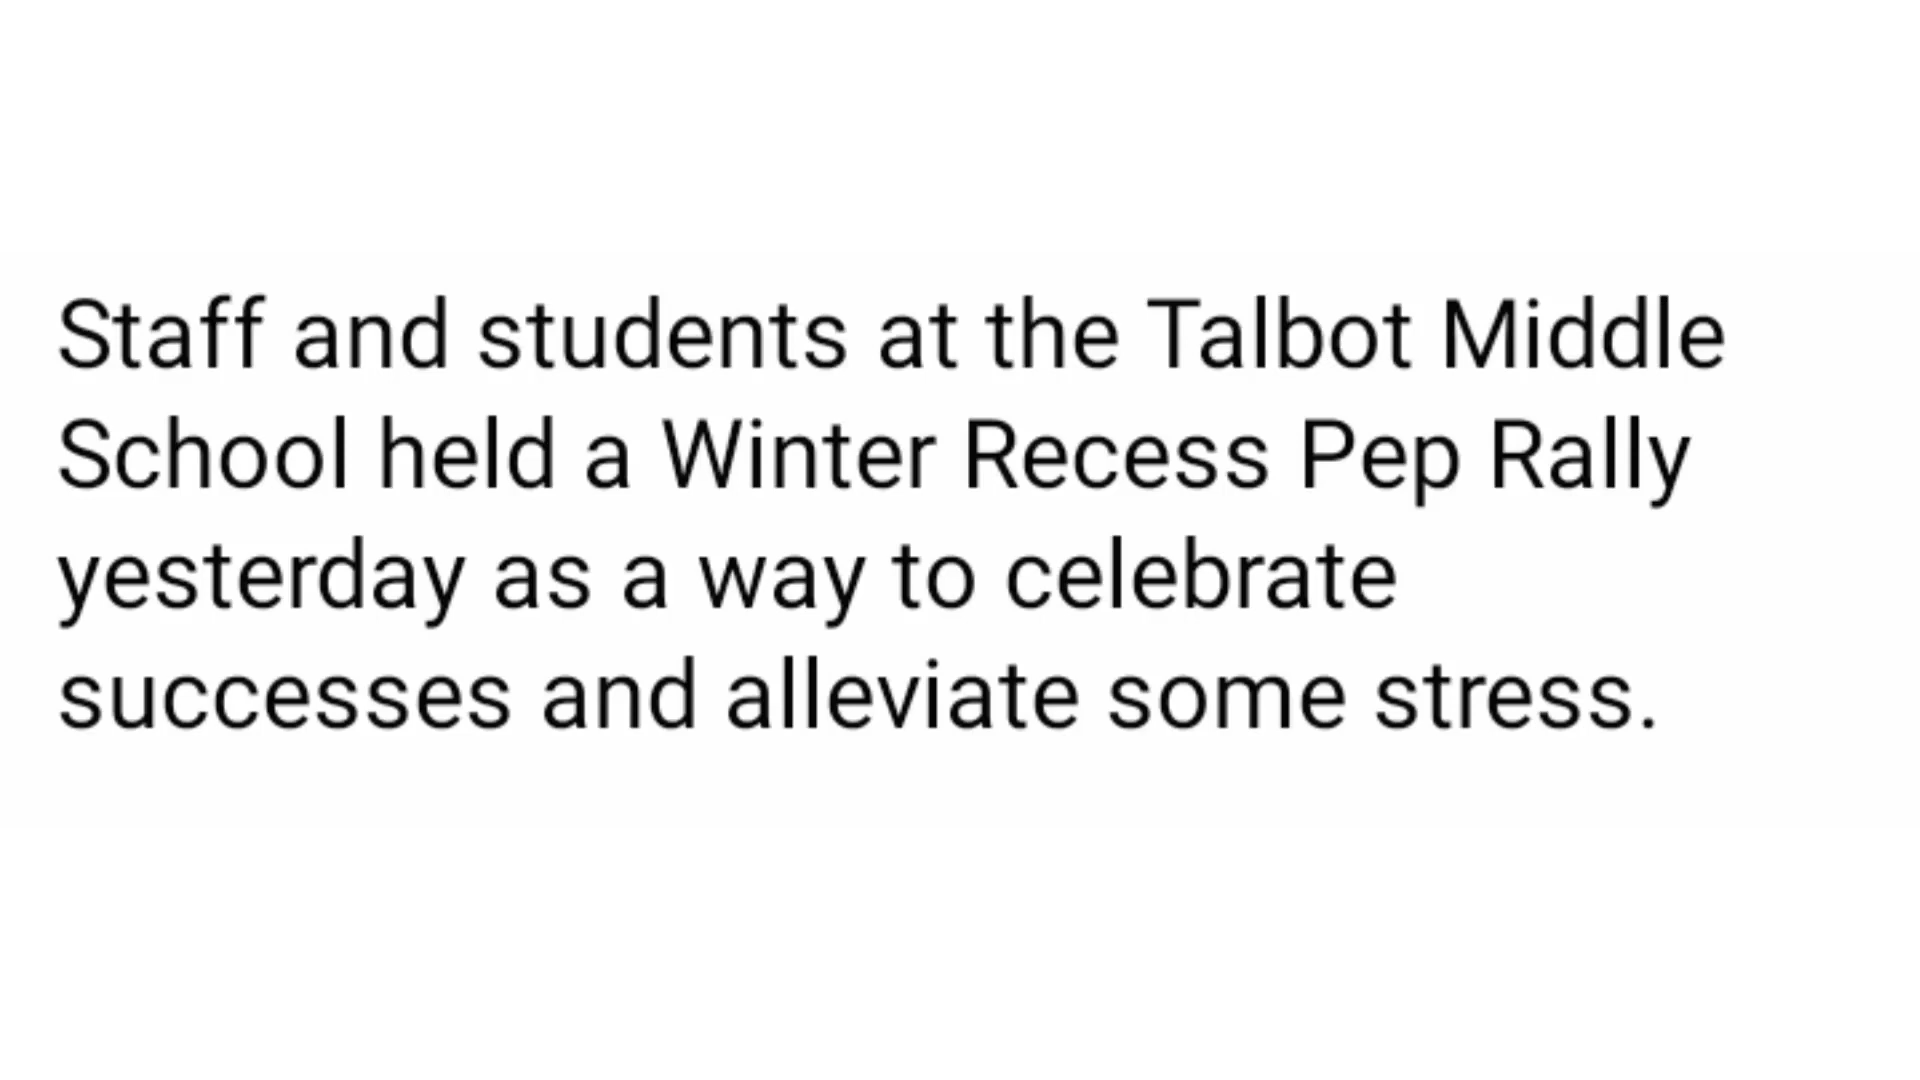 Staff and students at the Talbot Middle
School held a Winter Recess Pep Rally
yesterday as a way to celebrate
successes and alleviate some stress.